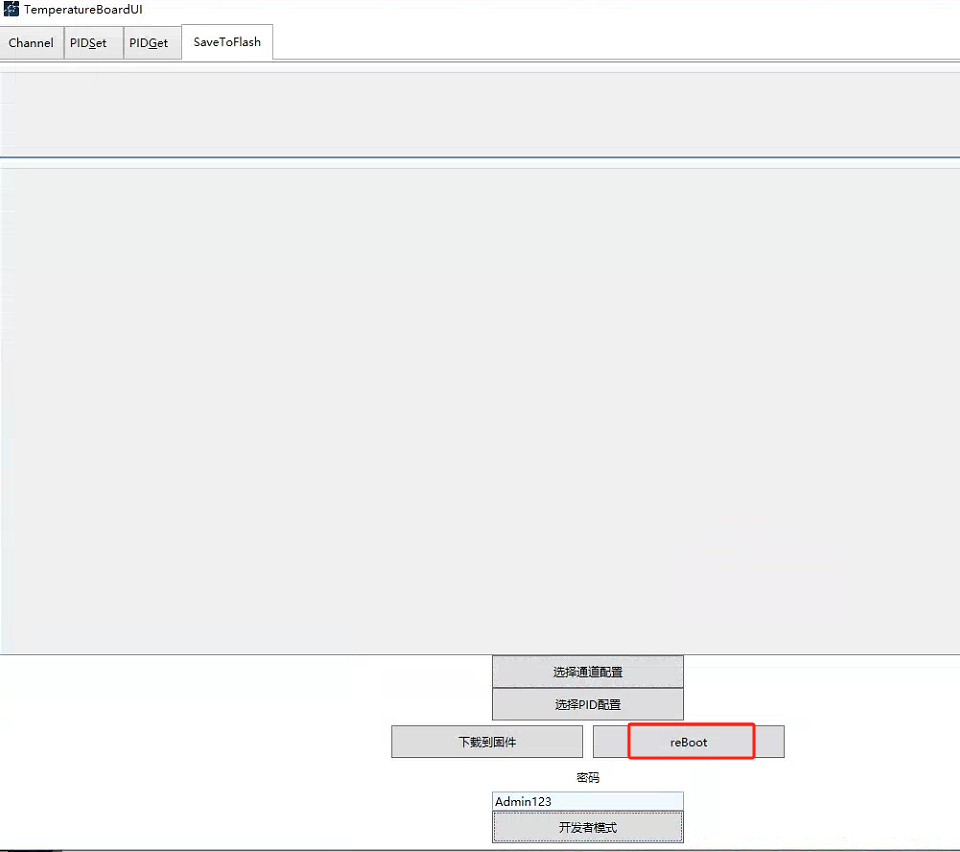 TemperatureBoardUI
Channel PIDSet PIDGet SaveToFlash
选择通道配置
选择PID配置
下载到固件 reBoot
密码
Admin123
开发者模式